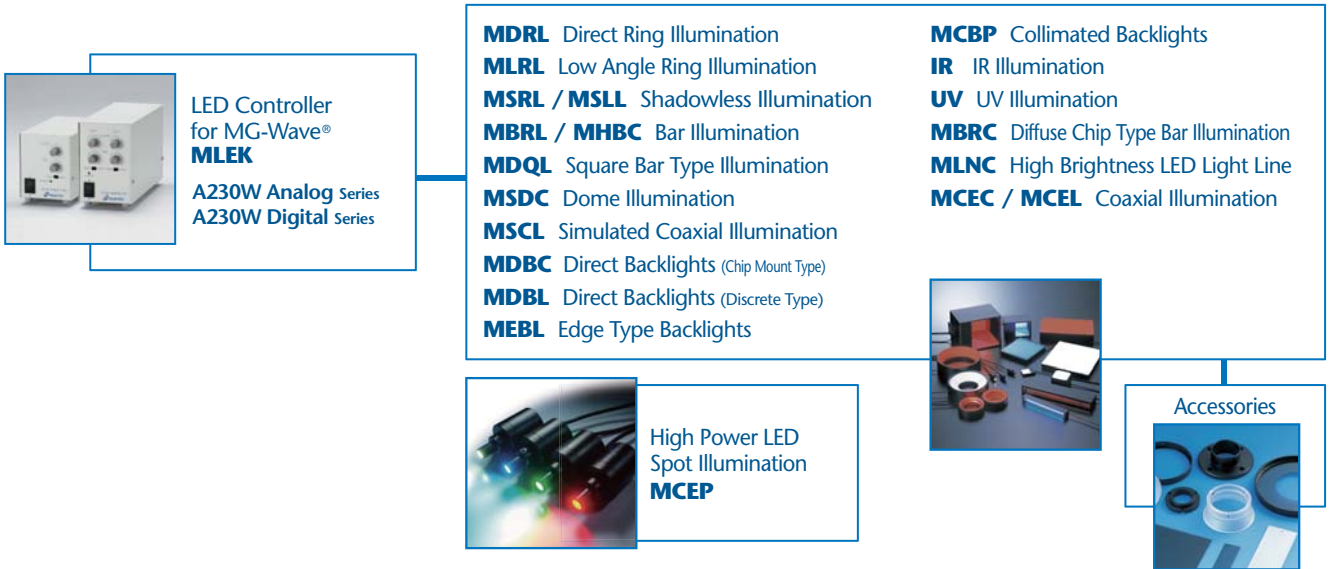 LED Controller
for MG-Wave®
MLEK
A230W Analog Series
A230W Digital Series
MDRL Direct Ring Illumination
MLRL Low Angle Ring Illumination
MSRL / MSLL Shadowless Illumination
MBRL / MHBC Bar Illumination
MDQL Square Bar Type Illumination
MSDC Dome Illumination
MSCL Simulated Coaxial Illumination
MDBC Direct Backlights (Chip Mount Type)
MDBL Direct Backlights (Discrete Type)
MEBL Edge Type Backlights
MCBP Collimated Backlights
IR IR Illumination
UV UV Illumination
MBRC Diffuse Chip Type Bar Illumination
MLNC High Brightness LED Light Line
MCEC / MCEL Coaxial Illumination
High Power LED
Spot Illumination
MCEP
Accessories